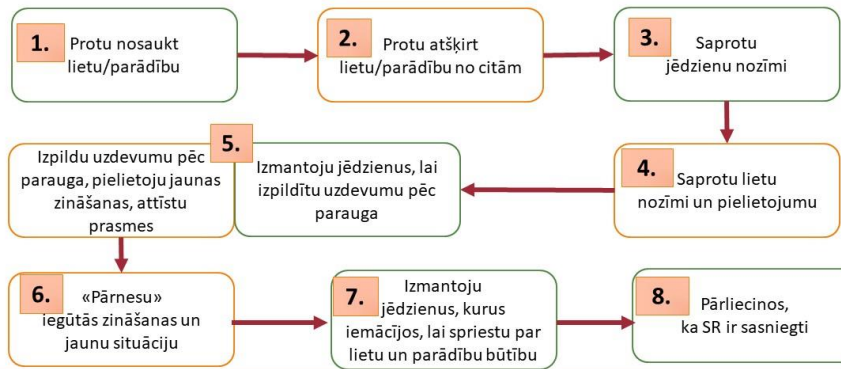 1.
Protu nosaukt
lietu/parādību
2.
Protu atšķirt
lietu/parādību no citām
3.
Saprotu
jēdzienu nozīmi
4.
Saprotu lietu
nozīmi un pielietojumu
5.
Izmantoju jēdzienus, lai
izpildītu uzdevumu pēc
parauga
Izpildu uzdevumu pēc
parauga, pielietoju jaunas
zināšanas, attīstu
prasmes
6.
«Pārnesu»
iegūtās zināšanas un
jaunu situāciju
7.
Izmantoju
jēdzienus, kurus
iemācījos, lai spriestu par
lietu un parādību būtību
8.
Pārliecinos,
ka SR ir sasniegti